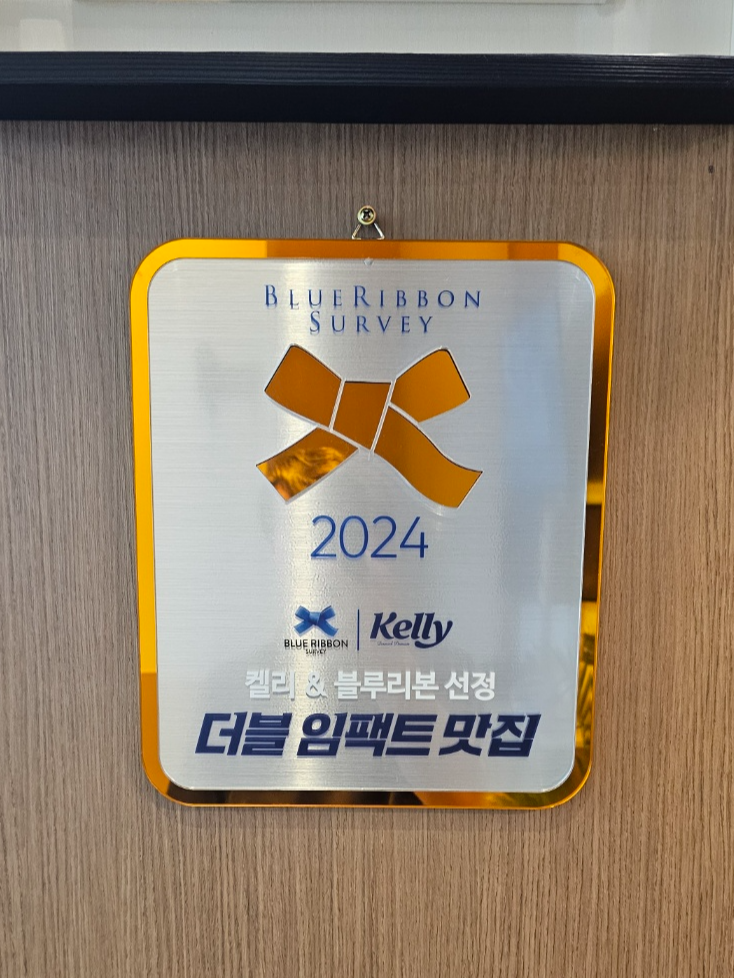 BLUERIBBON
SURVEY
2024
BLUE RIBBON
SURVEY
Kelly
켈리 & 블루리본 선정
더블 임팩트 맛집